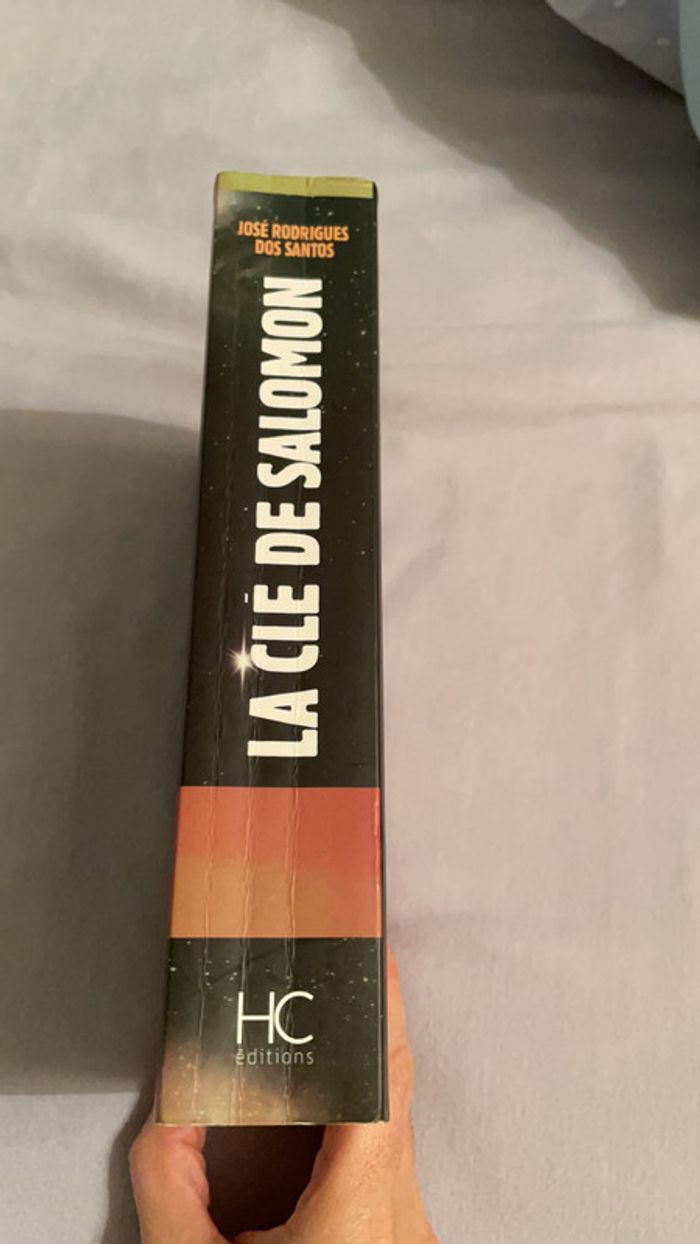 JOSÉ RODRIGUES
DOS SANTOS
LA CLÉ DE SALOMON
HC
éditions